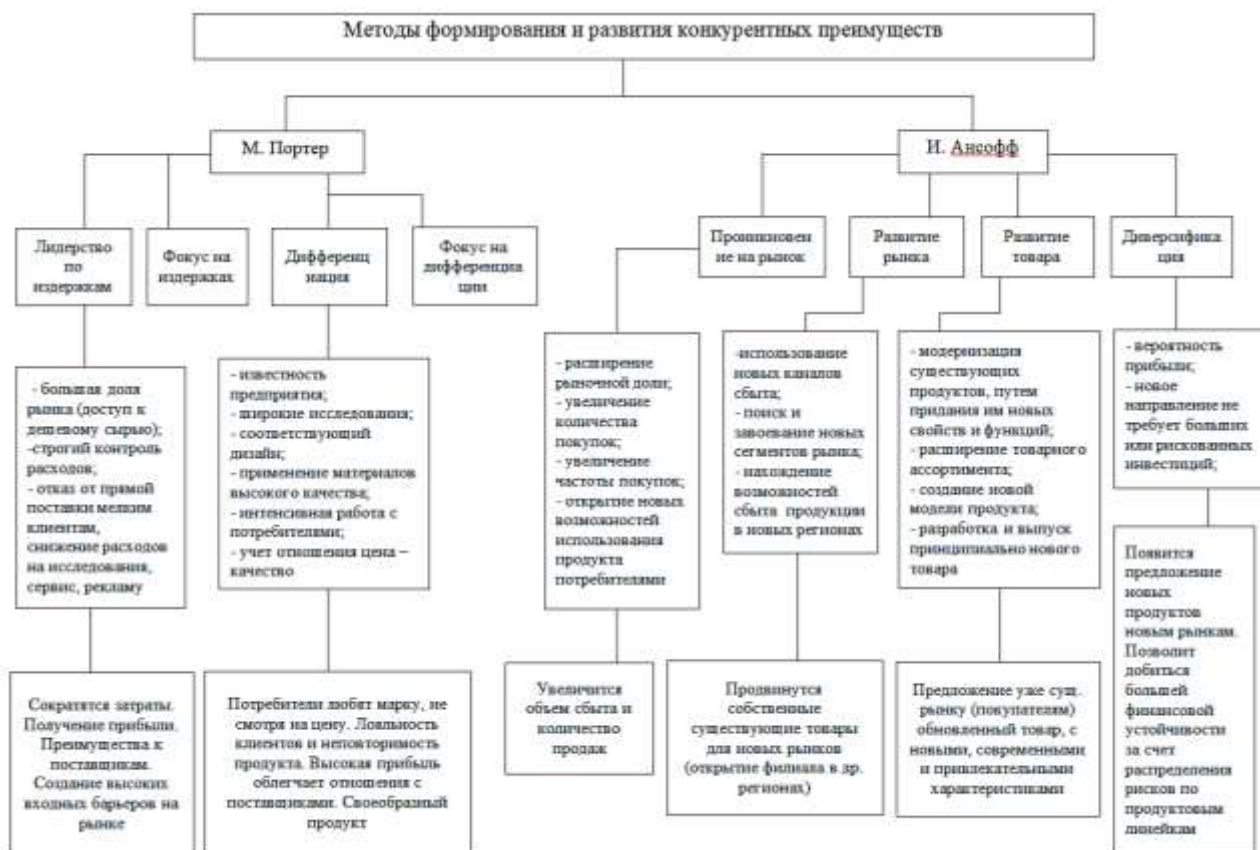 Методы формирования и развития конкурентных преимуществ
М. Портер
И. Ансофф
Лидерство
по
издержкам
Фокус на
издержках
Дифференц
иация
Фокус на
дифференциа
ции
Проникновен
ие на рынок
Развитие
рынка
Развитие
товара
Диверсифика
ция
- большая доля
рынка (доступ к
дешевому сырью);
-строгий контроль
расходов;
- отказ от прямой
поставки мелким
клиентам,
снижение расходов
на исследования,
сервис, рекламу
- известность
предприятия;
- широкие исследования;
- соответствующий
дизайн;
- применение материалов
высокого качества;
- интенсивная работа с
потребителями;
- учет отношения цена –
качество
- расширение
рыночной доли;
- увеличение
количества
покупок;
- увеличение
частоты покупок;
- открытие новых
возможностей
использования
продукта
потребителями
-использование
новых каналов
сбыта;
- поиск и
завоевание новых
сегментов рынка;
- нахождение
возможностей
сбыта продукции
в новых регионах
- модернизация
существующих
продуктов, путем
придания им новых
свойств и функций;
- расширение товарного
ассортимента;
- создание новой
модели продукта;
- разработка и выпуск
принципиально нового
товара
- вероятность
прибыли;
- новое
направление не
требует больших
или рискованных
инвестиций;
Сократятся затраты.
Получение прибыли.
Преимущества к
поставщикам.
Создание высоких
входных барьеров на
рынке
Потребители любят марку, не
смотря на цену. Лояльность
клиентов и неповторимость
продукта. Высокая прибыль
облегчает отношения с
поставщиками. Своеобразный
продукт
Увеличится
объем сбыта и
количество
продаж
Продвинутся
собственные
существующие товары
для новых рынков
(открытие филиала в др.
регионах)
Предложение уже сущ.
рынку (покупателям)
обновленный товар, с
новыми, современными
и привлекательными
характеристиками
Появится
предложение
новых
продуктов
новым рынкам.
Позволит
добиться
большей
финансовой
устойчивости
за счет
распределения
рисков по
продуктовым
линейкам